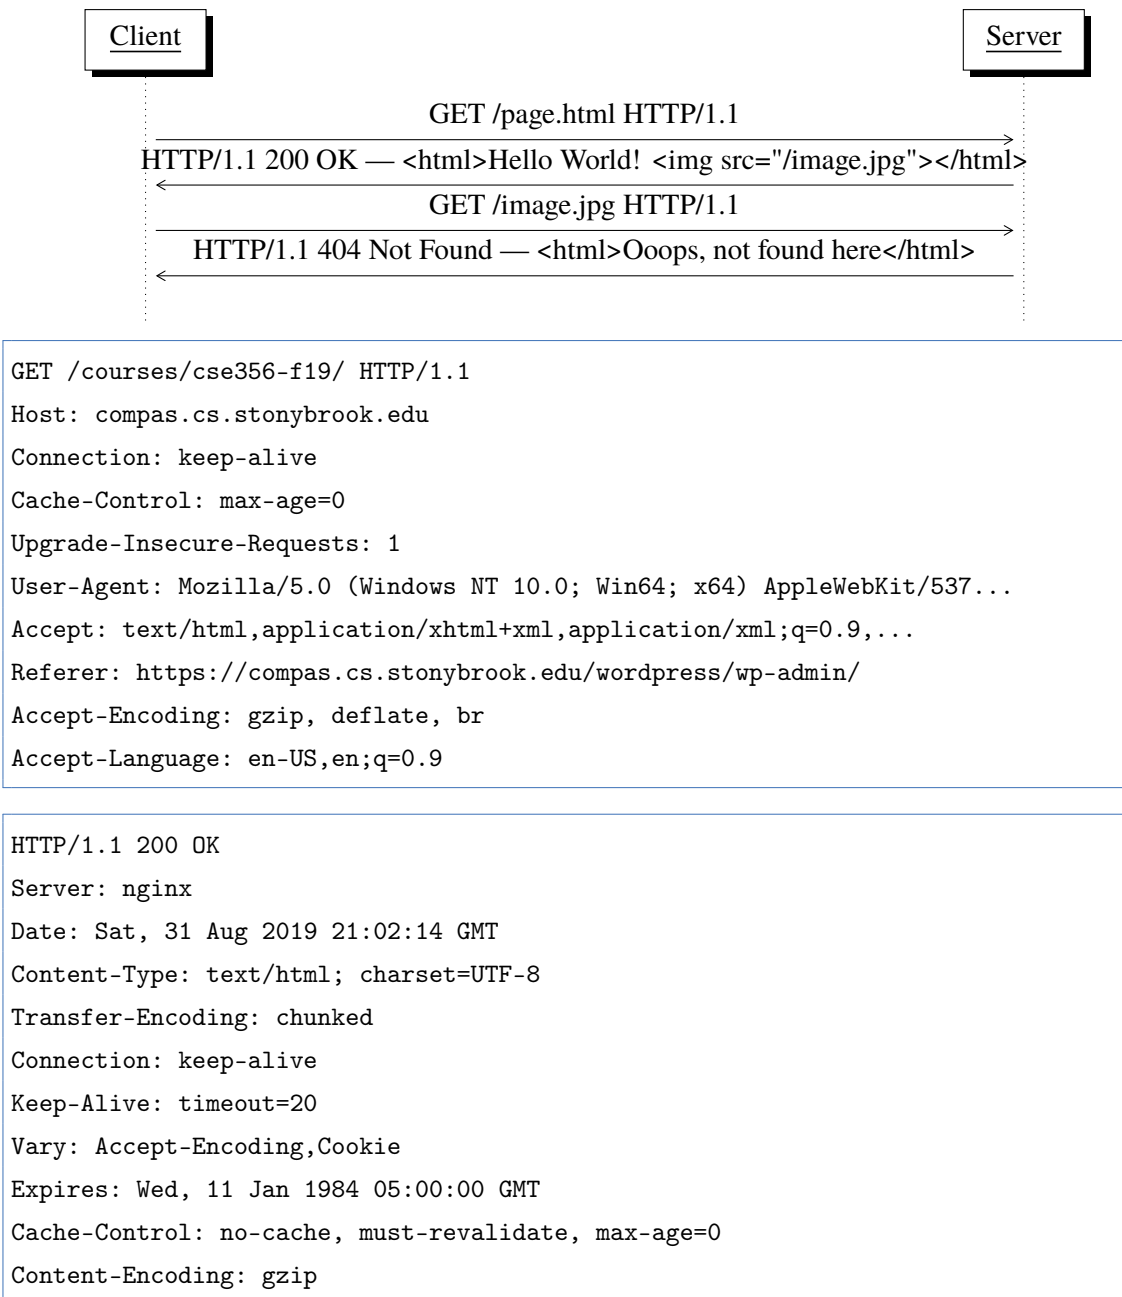 Client
Server
GET /page.html HTTP/1.1
HTTP/1.1 200 OK — <html>Hello World! <img src="/image.jpg"></html>
GET /image.jpg HTTP/1.1
HTTP/1.1 404 Not Found — <html>Ooops, not found here</html>
GET /courses/cse356-f19/ HTTP/1.1
Host: compas.cs.stonybrook.edu
Connection: keep-alive
Cache-Control: max-age=0
Upgrade-Insecure-Requests: 1
User-Agent: Mozilla/5.0 (Windows NT 10.0; Win64; x64) AppleWebKit/537...
Accept: text/html,application/xhtml+xml,application/xml;q=0.9,...
Referer: https://compas.cs.stonybrook.edu/wordpress/wp-admin/
Accept-Encoding: gzip, deflate, br
Accept-Language: en-US,en;q=0.9
HTTP/1.1 200 OK
Server: nginx
Date: Sat, 31 Aug 2019 21:02:14 GMT
Content-Type: text/html; charset=UTF-8
Transfer-Encoding: chunked
Connection: keep-alive
Keep-Alive: timeout=20
Vary: Accept-Encoding,Cookie
Expires: Wed, 11 Jan 1984 05:00:00 GMT
Cache-Control: no-cache, must-revalidate, max-age=0
Content-Encoding: gzip